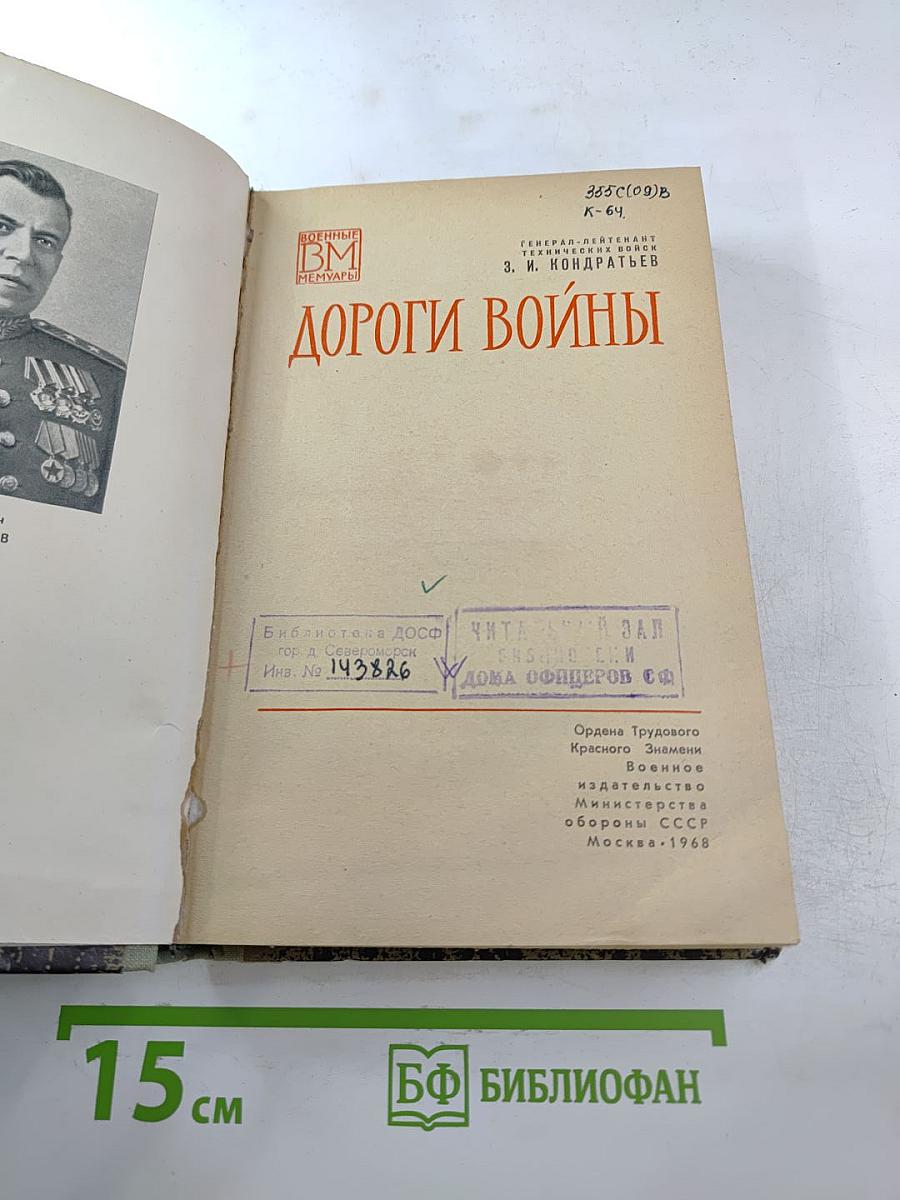 н
в
355С(09)В
К-64
ВОЕННЫЕ
ВМ
МЕМУАРЫ
ГЕНЕРАЛ-ЛЕЙТЕНАНТ
ТЕХНИЧЕСКИХ ВОЙСК
З. И. КОНДРАТЬЕВ
ДОРОГИ ВОЙНЫ
Библиотека ДОСФ
гор. д. Североморск
Инв. № 143826
ЗАЛ
ДОМА ОФИЦЕРОВ СФ
Ордена Трудового
Красного Знамени
Военное
издательство
Министерства
обороны СССР
Москва • 1968
15 см
БФ БИБЛИОФАН